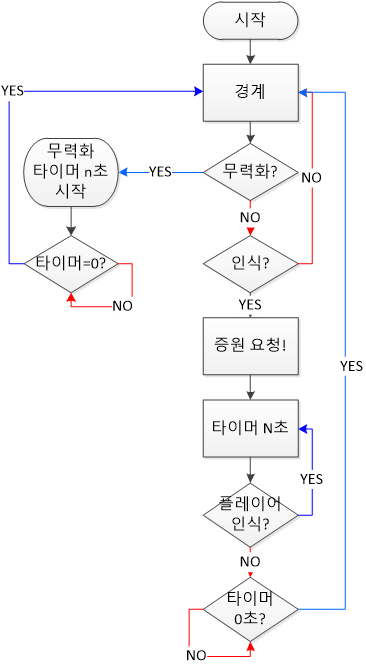 시작
YES
경계
무력화
타이머 n초
시작
YES
무력화?
NO
NO
타이머=0?
NO
인식?
YES
증원 요청!
YES
타이머 N초
YES
플레이어
인식?
NO
타이머
0초?
NO